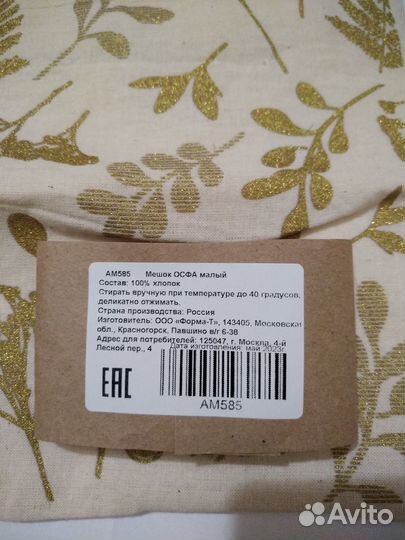 АМ585 Мешок ОСФА малый
Состав: 100% хлопок
Стирать вручную при температуре до 40 градусов,
деликатно отжимать.
Страна производства: Россия
Изготовитель: ООО «Форма-Т», 143405, Московская
обл., Красногорск, Павшино в/г 6-38
Адрес для потребителей: 125047, г. Москва, 4-й
Лесной пер., 4
Дата изготовления: май 2023г.
ЕАС
АМ585
Avito